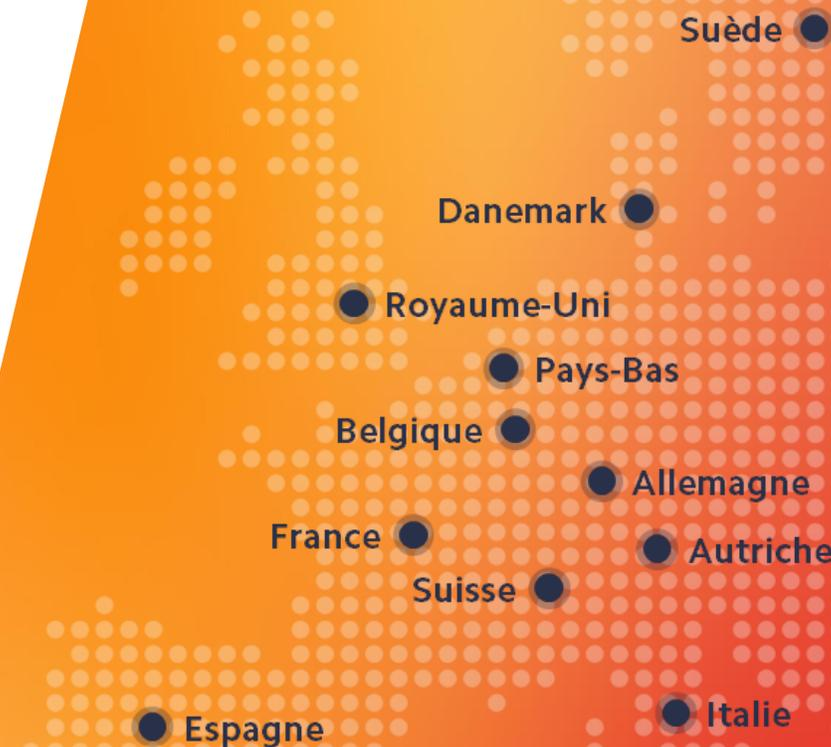 Suède
Danemark
Royaume-Uni
Pays-Bas
Belgique
Allemagne
France
Autriche
Suisse
Italie
Espagne